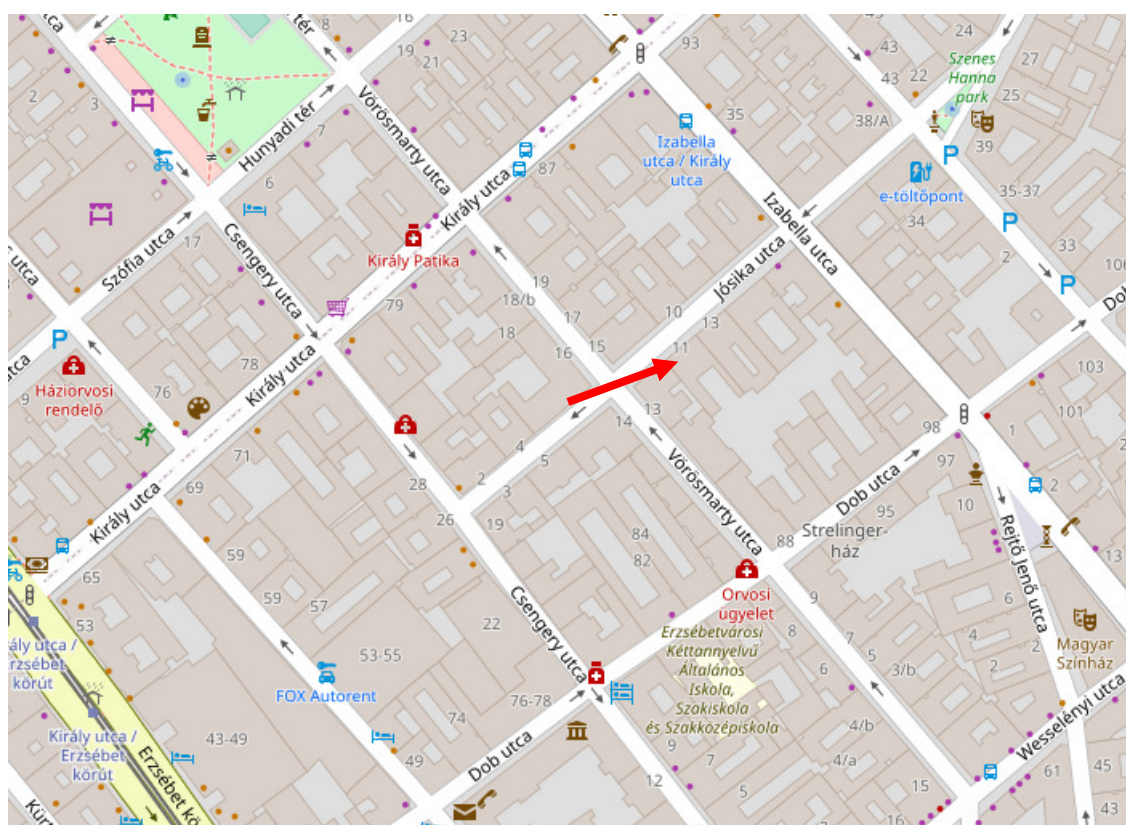 utca
tér
8
16
19
23
21
93
49
43
43
22
24
27
25
Szenes
Hanna
park
39
38/A
35
2
3
7
Hunyadi tér
Vörösmarty utca
Izabella
utca / Király
utca
e-töltőpont
35-37
34
2
33
106
6
87
Király utca
Király Patika
17
Szófia utca
Csengery utca
Izabella utca
Jósika utca
79
19
18/b
17
18
16
15
10
13
11
Dob
utca
utca
9
Háziorvosi
rendelő
78
76
Király utca
71
69
14
13
4
5
2
3
28
26
19
103
101
98
97
1
Vörösmarty utca
Dob utca
95
10
2
Strelinger-
ház
88
84
82
Király utca
65
59
59
57
53
53-55
22
Csengery utca
Orvosi
ügyelet
Erzsébetvárosi
Kéttannyelvű
Általános
Iskola,
Szakiskola
és Szakközépiskola
9
8
7
6
5
3/b
4
6
2
13
Rejtő Jenő utca
Magyar
Színház
FOX Autorent
76-78
74
Király utca /
Erzsébet
körút
43-49
49
Dob utca
4/b
4/a
9
7
12
15
Wesselényi utca
61
45
43